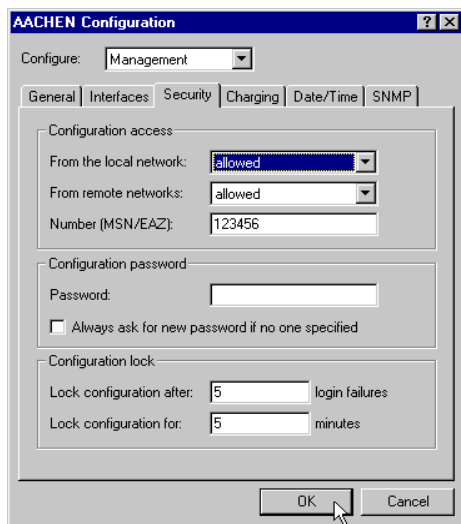 AACHEN Configuration
Configure: Management
General Interfaces Security Charging Date/Time SNMP
Configuration access
From the local network: allowed
From remote networks: allowed
Number (MSN/EAZ): 123456
Configuration password
Password:
Always ask for new password if no one specified
Configuration lock
Lock configuration after: 5 login failures
Lock configuration for: 5 minutes
OK Cancel